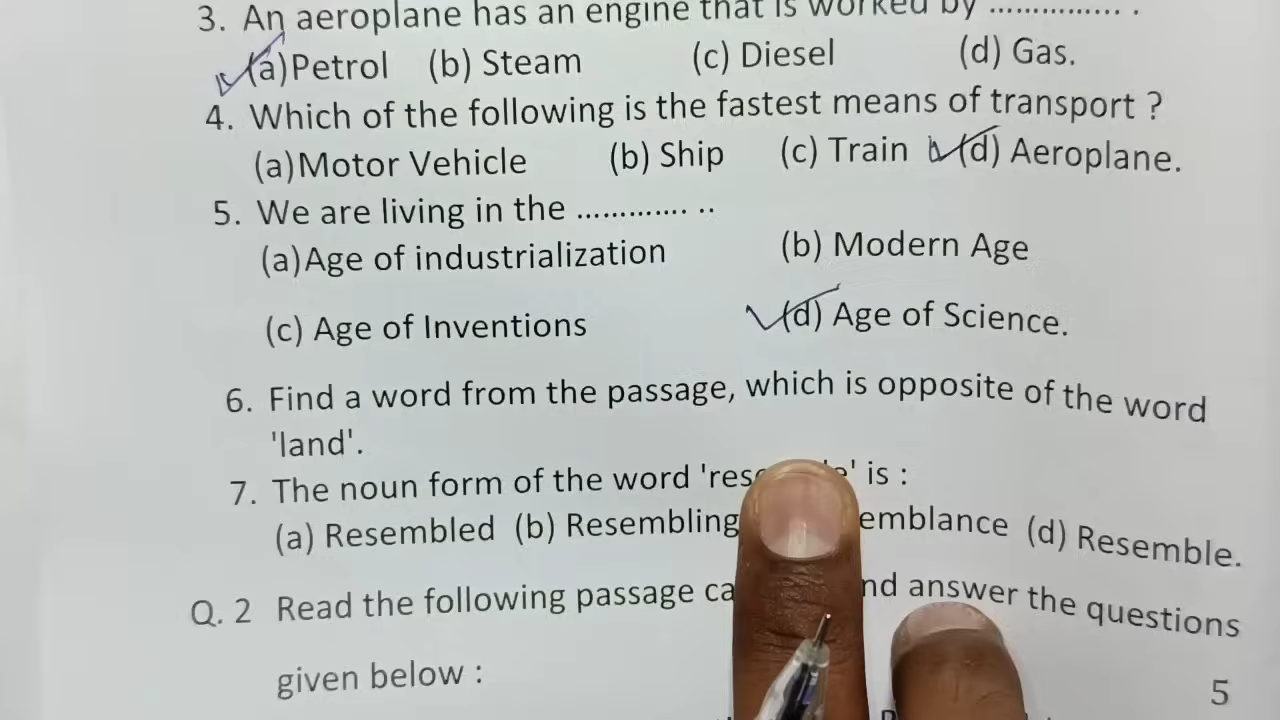 3. An aeroplane has an engine that is worked by ............... .
(a)Petrol (b) Steam (c) Diesel (d) Gas.
4. Which of the following is the fastest means of transport ?
(a)Motor Vehicle (b) Ship (c) Train (d) Aeroplane.
5. We are living in the ............. ..
(a)Age of industrialization (b) Modern Age
(c) Age of Inventions (d) Age of Science.
6. Find a word from the passage, which is opposite of the word
'land'.
7. The noun form of the word is :
(a) Resembled (b) Resembling emblance (d) Resemble.
Q. 2 Read the following passage answer the questions
given below :
5